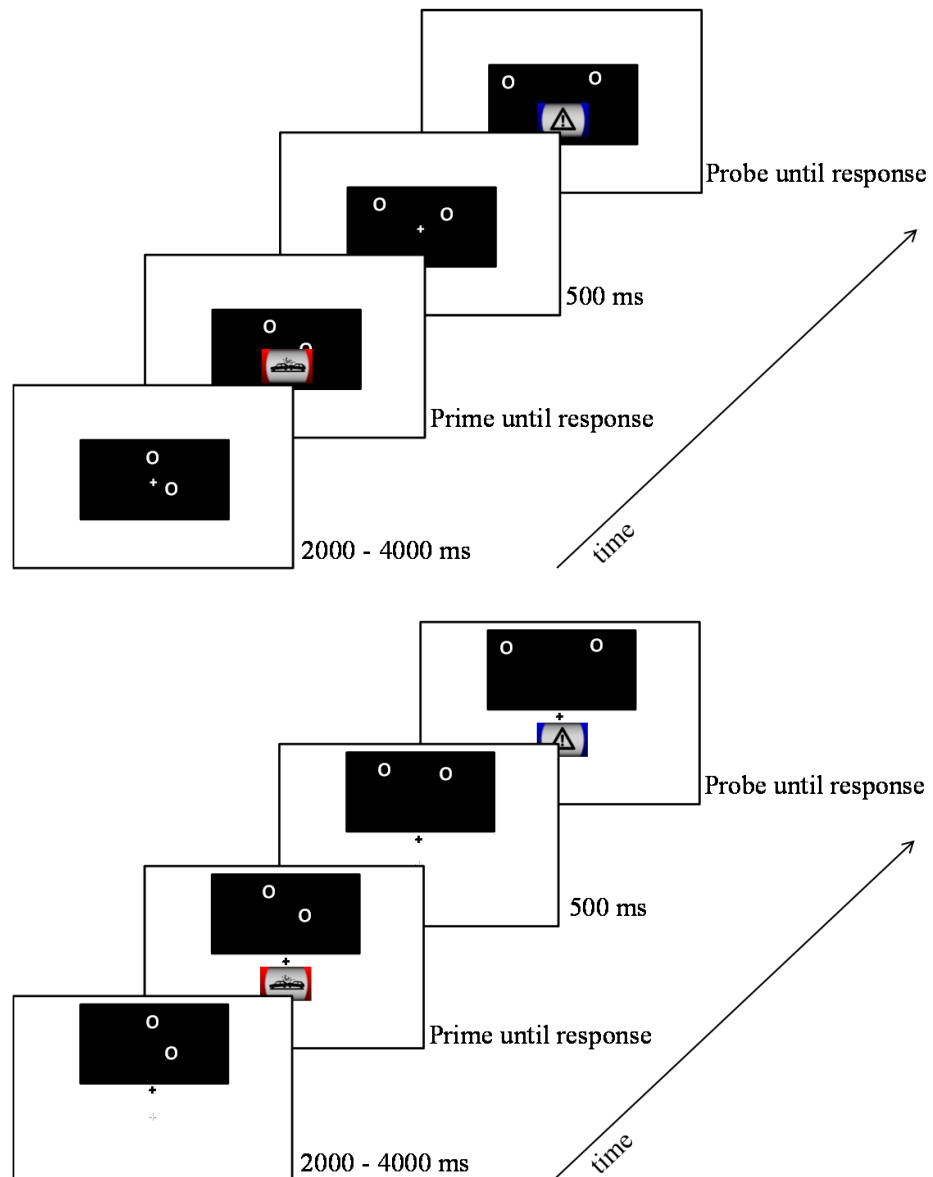 Probe until response
500 ms
Prime until response
2000 - 4000 ms
time
Probe until response
500 ms
Prime until response
2000 - 4000 ms
time